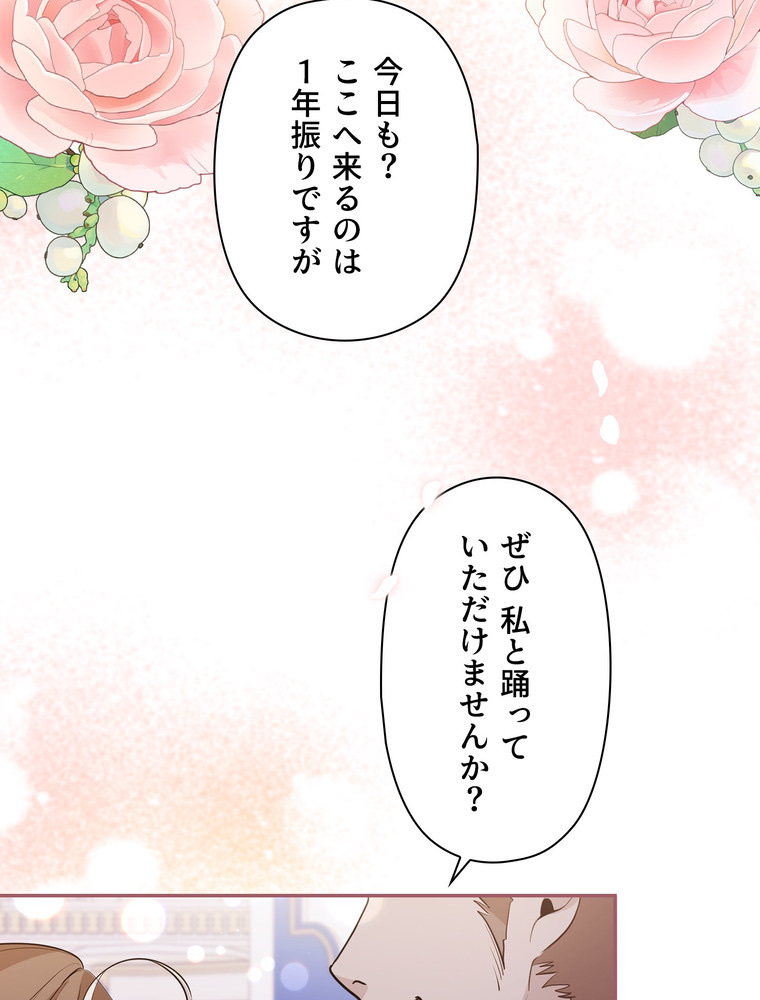 今日も？
ここへ来るのは
１年振りですが
ぜひ 私と踊って
いただけませんか？